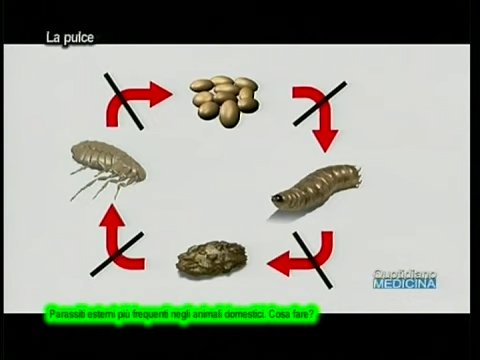 La pulce
Quotidiano
MEDICINA
Parassiti esterni più frequenti negli animali domestici. Cosa fare?